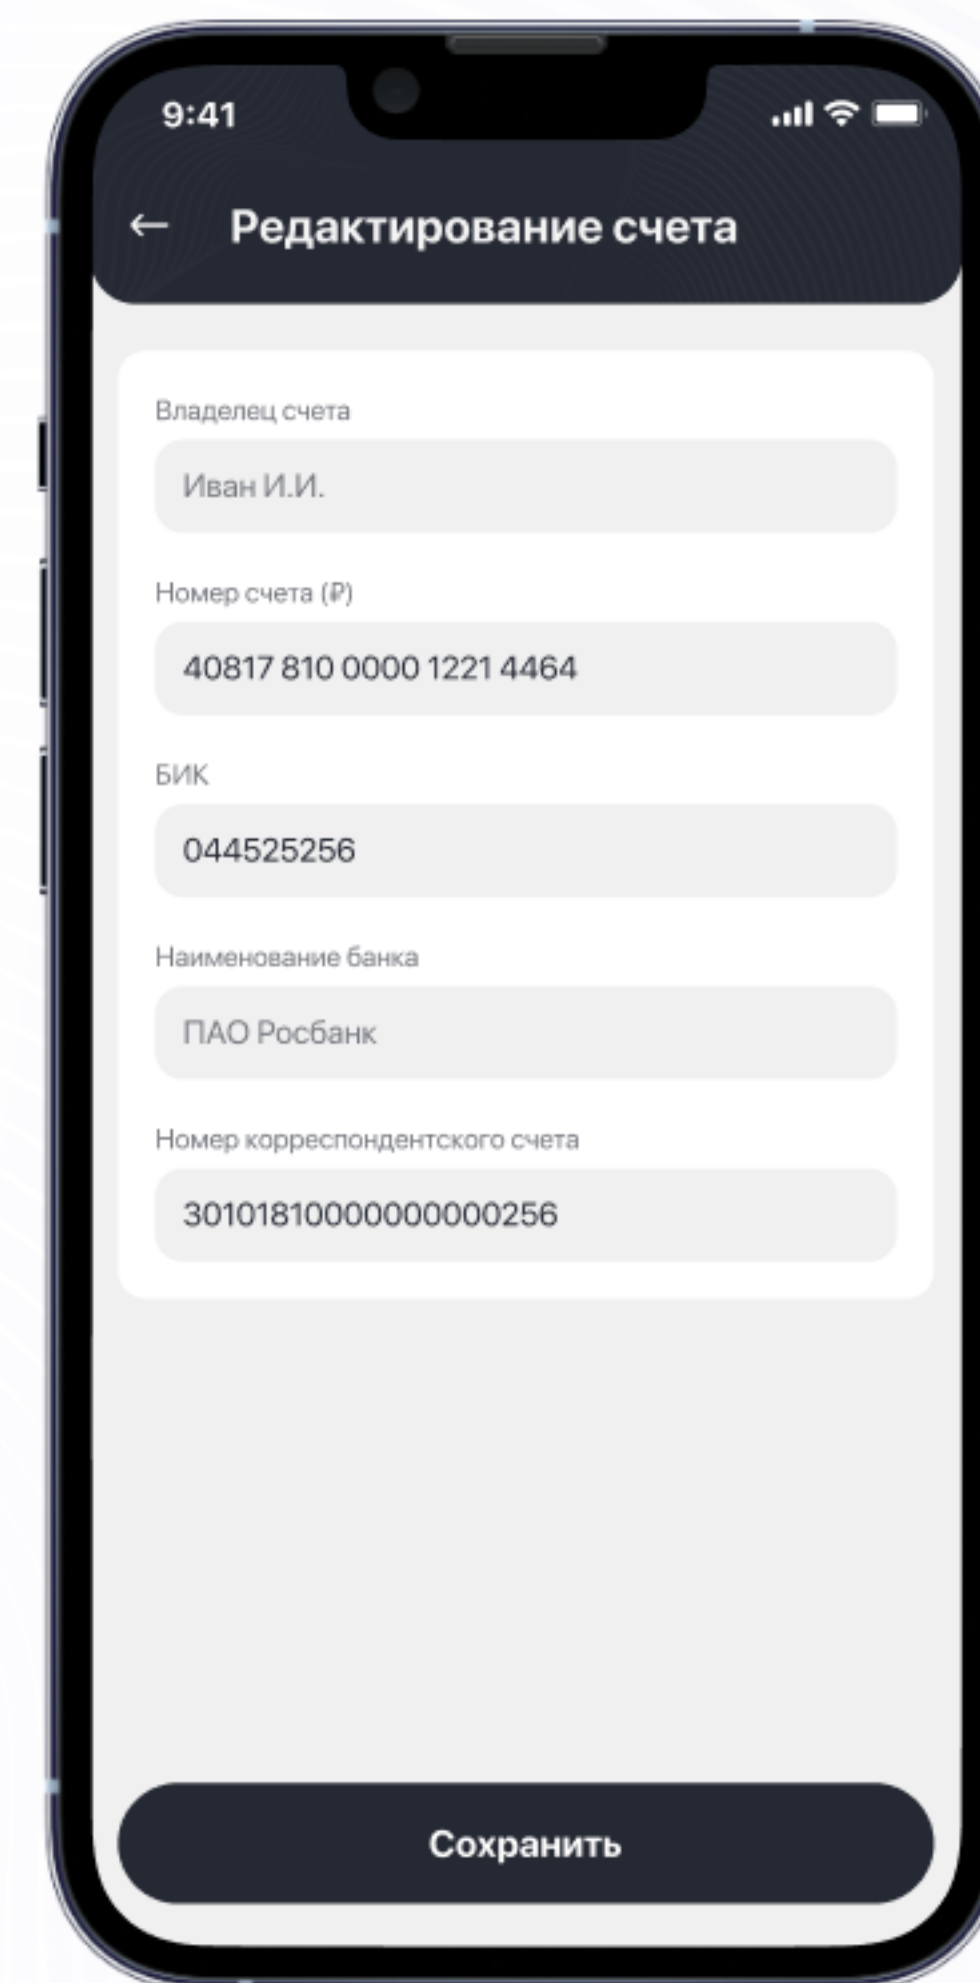 9:41
Редактирование счета
Владелец счета
Иван И.И.
Номер счета (₽)
40817 810 0000 1221 4464
БИК
044525256
Наименование банка
ПАО Росбанк
Номер корреспондентского счета
30101810000000000256
Сохранить